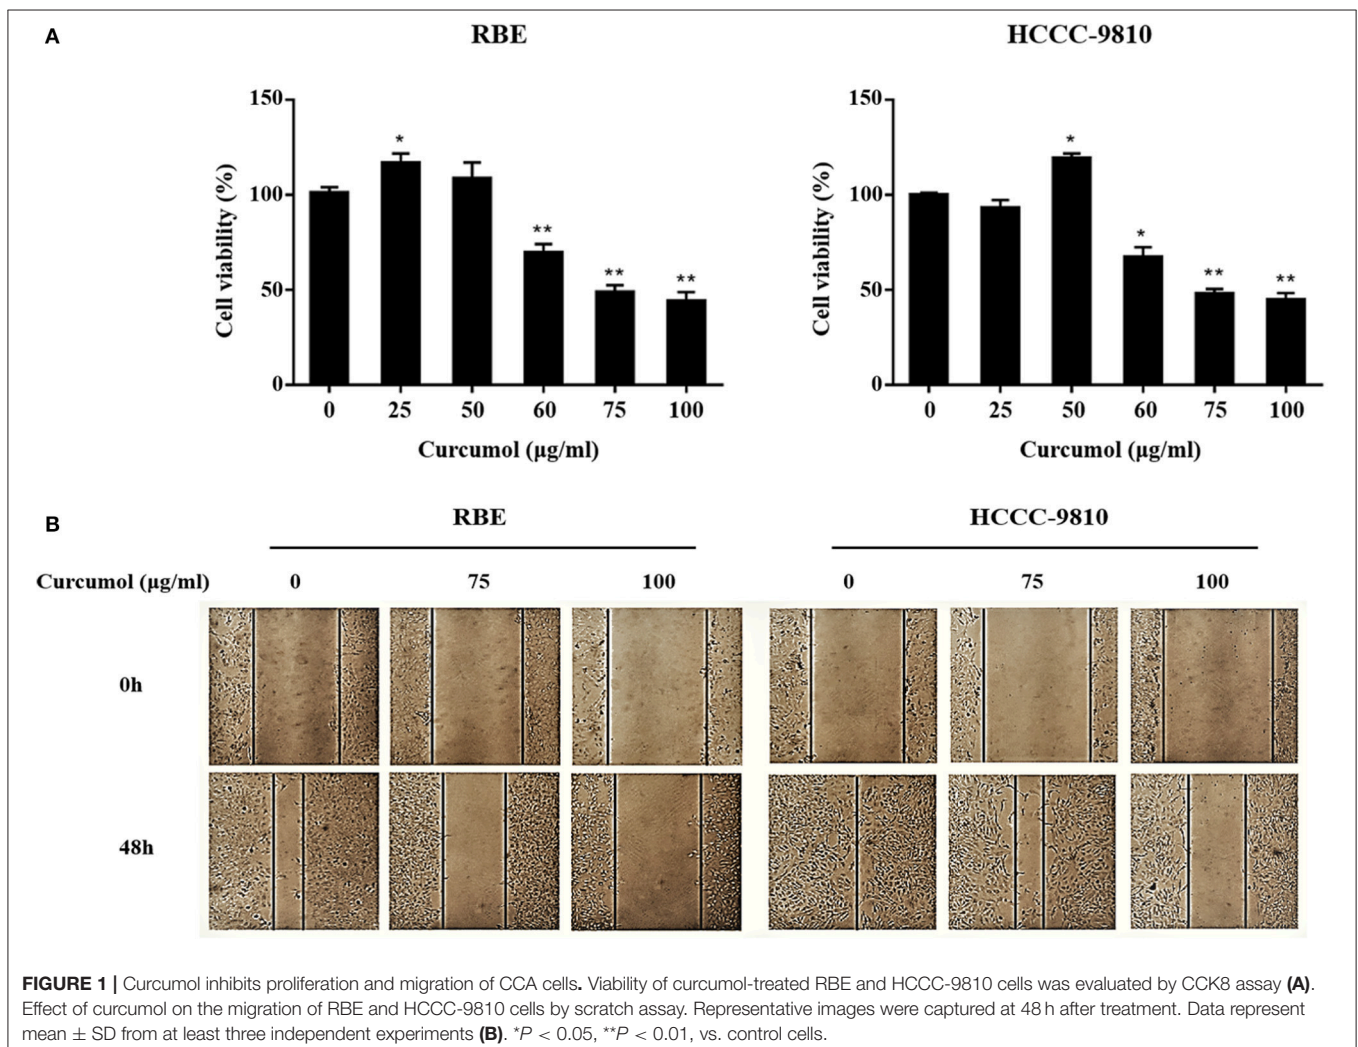 A
RBE
HCCC-9810
150
100
50
0
Cell viability (%)
*
**
**
**
0 25 50 60 75 100
Curcumol (μg/ml)
150
100
50
0
Cell viability (%)
*
*
**
**
0 25 50 60 75 100
Curcumol (μg/ml)
B
RBE
HCCC-9810
Curcumol (μg/ml) 0 75 100 0 75 100
0h
48h
FIGURE 1 | Curcumol inhibits proliferation and migration of CCA cells. Viability of curcumol-treated RBE and HCCC-9810 cells was evaluated by CCK8 assay (A).
Effect of curcumol on the migration of RBE and HCCC-9810 cells by scratch assay. Representative images were captured at 48 h after treatment. Data represent
mean ± SD from at least three independent experiments (B). *P < 0.05, **P < 0.01, vs. control cells.